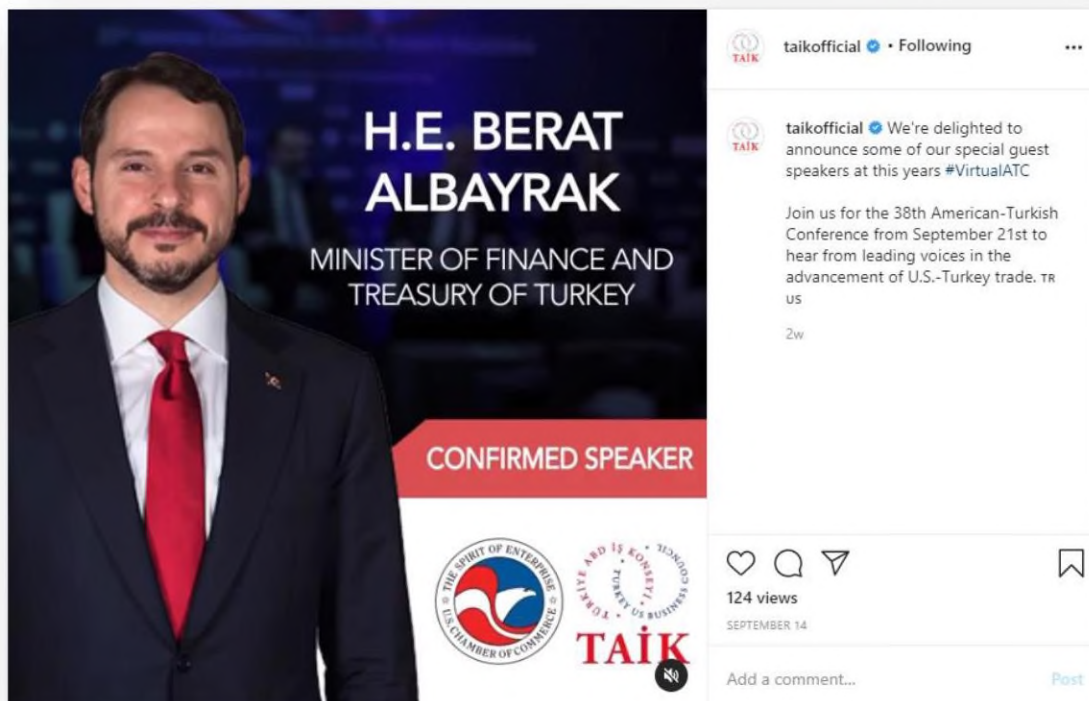 H.E. BERAT
ALBAYRAK
MINISTER OF FINANCE AND
TREASURY OF TURKEY
CONFIRMED SPEAKER
THE SPIRIT OF ENTERPRISE
U.S. CHAMBER OF COMMERCE
TÜRKİYE ABD İŞ KONSEYİ
TURKEY US BUSINESS COUNCIL
TAİK
TAİK
taikofficial • Following
TAİK
taikofficial We're delighted to
announce some of our special guest
speakers at this years #VirtualATC
Join us for the 38th American-Turkish
Conference from September 21st to
hear from leading voices in the
advancement of U.S.-Turkey trade. TR
US
2w
124 views
SEPTEMBER 14
Add a comment...
Post